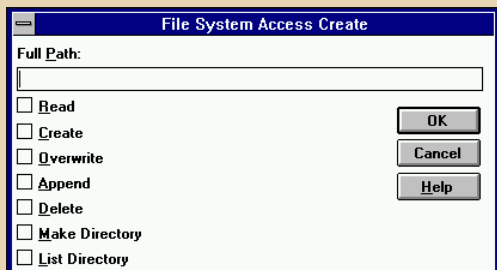 File System Access Create
Full Path:
Read
Create
Overwrite
Append
Delete
Make Directory
List Directory
OK
Cancel
Help